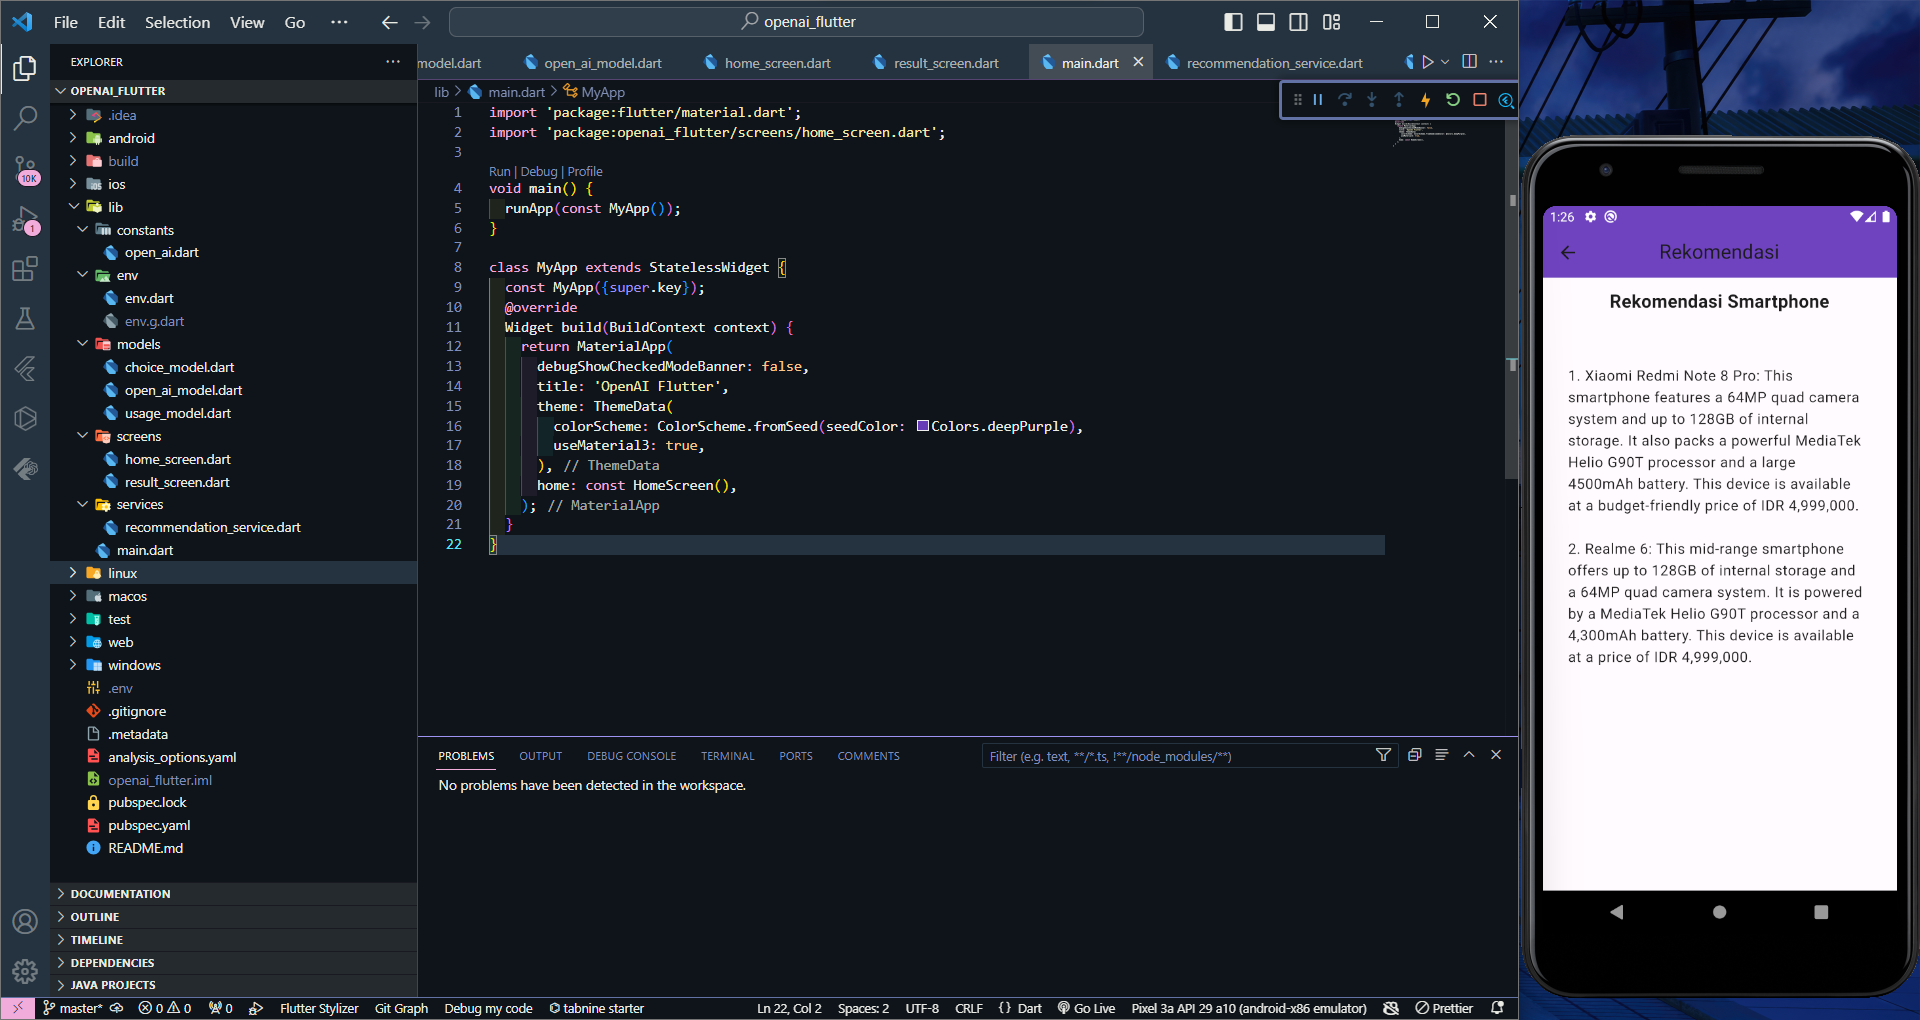 File Edit Selection View Go ···
openai_flutter
EXPLORER
OPENAI_FLUTTER
.idea
android
build
ios
lib
constants
open_ai.dart
env
env.dart
env.g.dart
models
choice_model.dart
open_ai_model.dart
usage_model.dart
screens
home_screen.dart
result_screen.dart
services
recommendation_service.dart
main.dart
linux
macos
test
web
windows
.env
.gitignore
.metadata
analysis_options.yaml
openai_flutter.iml
pubspec.lock
pubspec.yaml
README.md
DOCUMENTATION
OUTLINE
TIMELINE
DEPENDENCIES
JAVA PROJECTS
10K
1
model.dart open_ai_model.dart home_screen.dart result_screen.dart main.dart recommendation_service.dart
lib > main.dart > MyApp
1 import 'package:flutter/material.dart';
2 import 'package:openai_flutter/screens/home_screen.dart';
3
Run | Debug | Profile
4 void main() {
5 runApp(const MyApp());
6 }
7
8 class MyApp extends StatelessWidget {
9 const MyApp({super.key});
10 @override
11 Widget build(BuildContext context) {
12 return MaterialApp(
13 debugShowCheckedModeBanner: false,
14 title: 'OpenAI Flutter',
15 theme: ThemeData(
16 colorScheme: ColorScheme.fromSeed(seedColor: Colors.deepPurple),
17 useMaterial3: true,
18 ), // ThemeData
19 home: const HomeScreen(),
20 ); // MaterialApp
21 }
22 }
PROBLEMS OUTPUT DEBUG CONSOLE TERMINAL PORTS COMMENTS
Filter (e.g. text, **/*.ts, !**/node_modules/**)
No problems have been detected in the workspace.
master* 0 0 0 Flutter Stylizer Git Graph Debug my code tabnine starter
Ln 22, Col 2 Spaces: 2 UTF-8 CRLF {} Dart Go Live Pixel 3a API 29 a10 (android-x86 emulator) Prettier
1:26
Rekomendasi
Rekomendasi Smartphone
1. Xiaomi Redmi Note 8 Pro: This
smartphone features a 64MP quad camera
system and up to 128GB of internal
storage. It also packs a powerful MediaTek
Helio G90T processor and a large
4500mAh battery. This device is available
at a budget-friendly price of IDR 4,999,000.
2. Realme 6: This mid-range smartphone
offers up to 128GB of internal storage and
a 64MP quad camera system. It is powered
by a MediaTek Helio G90T processor and a
4,300mAh battery. This device is available
at a price of IDR 4,999,000.